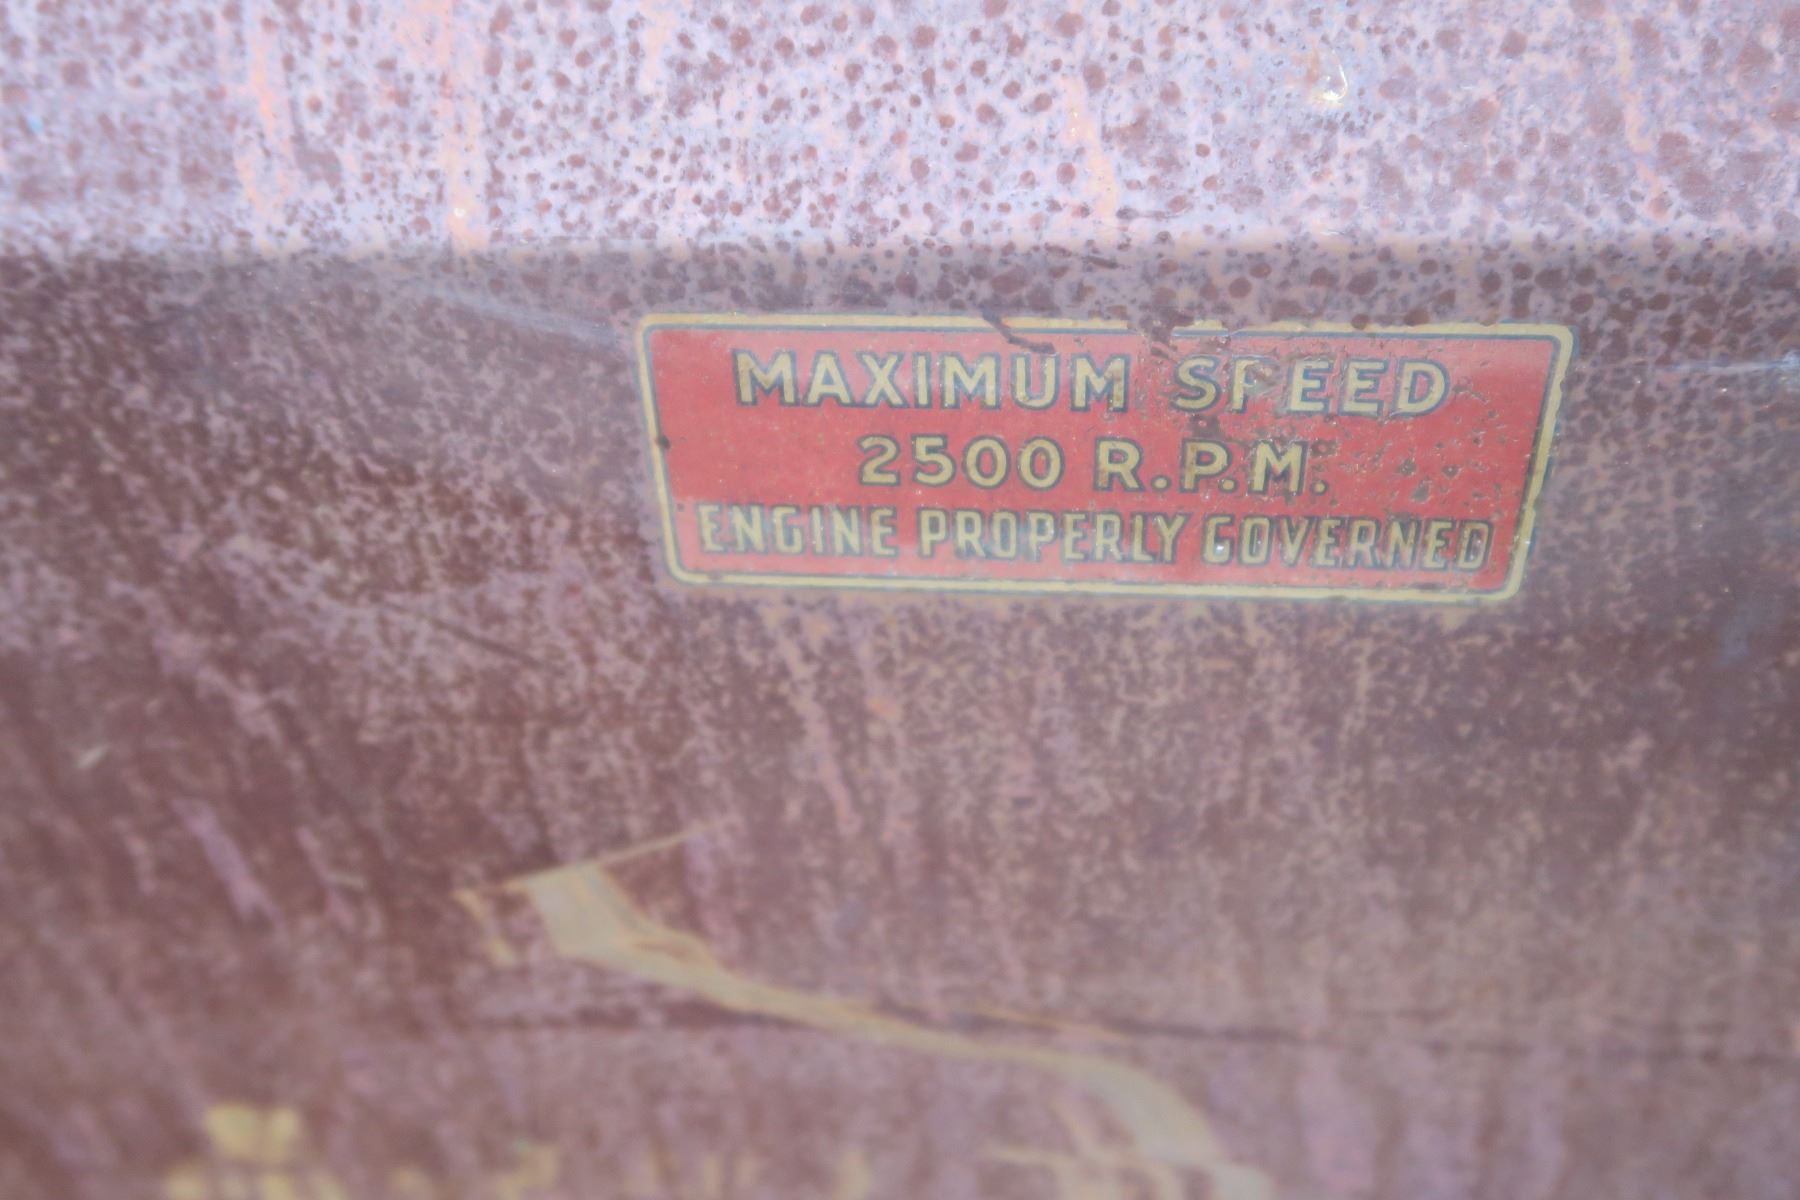 MAXIMUM SPEED
2500 R.P.M.
ENGINE PROPERLY GOVERNED